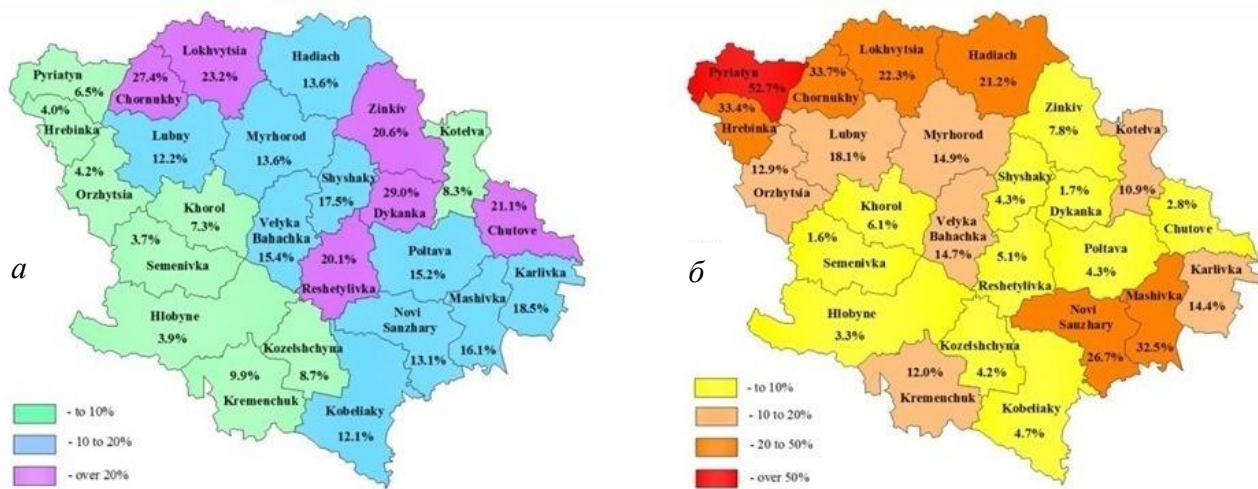 Pyriatyn
6.5%
4.0%
Hrebinka
4.2%
Orzhytsia
27.4%
Chornukhy
Lokhvytsia
23.2%
Hadiach
13.6%
Lubny
12.2%
Myrhorod
13.6%
Zinkiv
20.6%
Kotelva
8.3%
Shyshaky
17.5%
29.0%
Dykanka
21.1%
Chutove
Khorol
7.3%
3.7%
Semenivka
Velyka
Bahachka
15.4%
20.1%
Reshetylivka
Poltava
15.2%
Karlivka
18.5%
Mashivka
16.1%
Novi
Sanzhary
13.1%
Hlobyne
3.9%
Kozelshchyna
8.7%
9.9%
Kremenchuk
Kobeliaky
12.1%
а
- to 10%
- 10 to 20%
- over 20%
Pyriatyn
52.7%
33.4%
Hrebinka
12.9%
Orzhytsia
33.7%
Chornukhy
Lokhvytsia
22.3%
Hadiach
21.2%
Lubny
18.1%
Myrhorod
14.9%
Zinkiv
7.8%
Kotelva
10.9%
Shyshaky
4.3%
1.7%
Dykanka
2.8%
Chutove
Khorol
6.1%
1.6%
Semenivka
Velyka
Bahachka
14.7%
5.1%
Reshetylivka
Poltava
4.3%
Karlivka
14.4%
Mashivka
32.5%
Novi
Sanzhary
26.7%
Hlobyne
3.3%
Kozelshchyna
4.2%
12.0%
Kremenchuk
Kobeliaky
4.7%
б
- to 10%
- 10 to 20%
- 20 to 50%
- over 50%